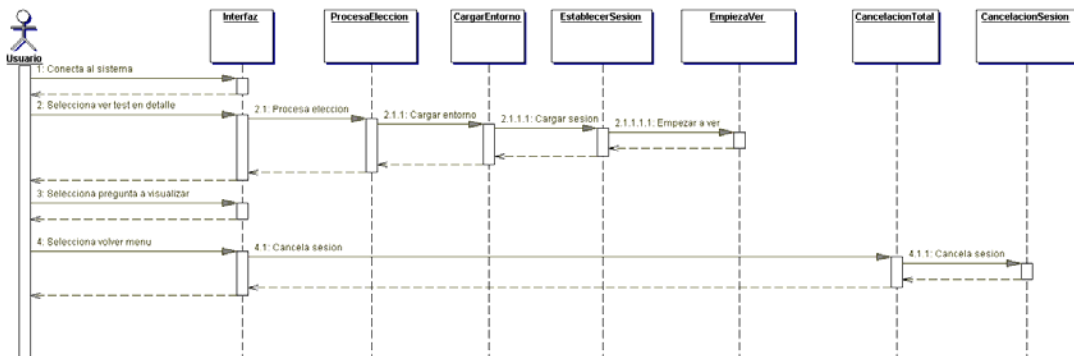 Interfaz
ProcesaEleccion
CargarEntorno
EstablecerSesion
EmpiezaVer
CancelacionTotal
CancelacionSesion
Usuario
1: Conecta al sistema
2: Selecciona ver test en detalle
2.1: Procesa eleccion
2.1.1: Cargar entorno
2.1.1.1: Cargar sesion
2.1.1.1.1: Empezar a ver
3: Selecciona pregunta a visualizar
4: Selecciona volver menu
4.1: Cancela sesion
4.1.1: Cancela sesion